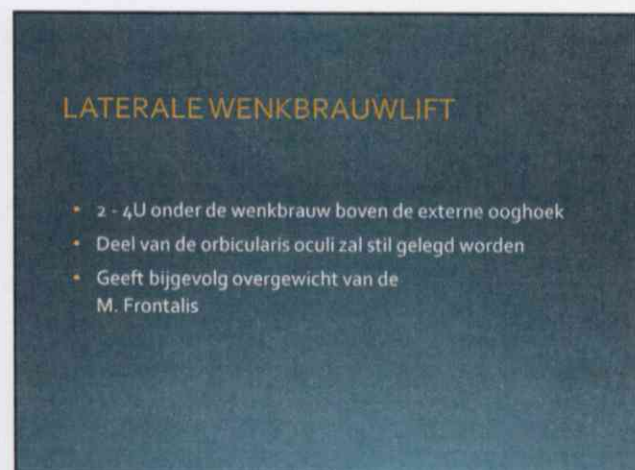 LATERALE WENKBRAUWLIFT
• 2 - 4U onder de wenkbrauw boven de externe ooghoek
• Deel van de orbicularis oculi zal stil gelegd worden
• Geeft bijgevolg overgewicht van de
M. Frontalis